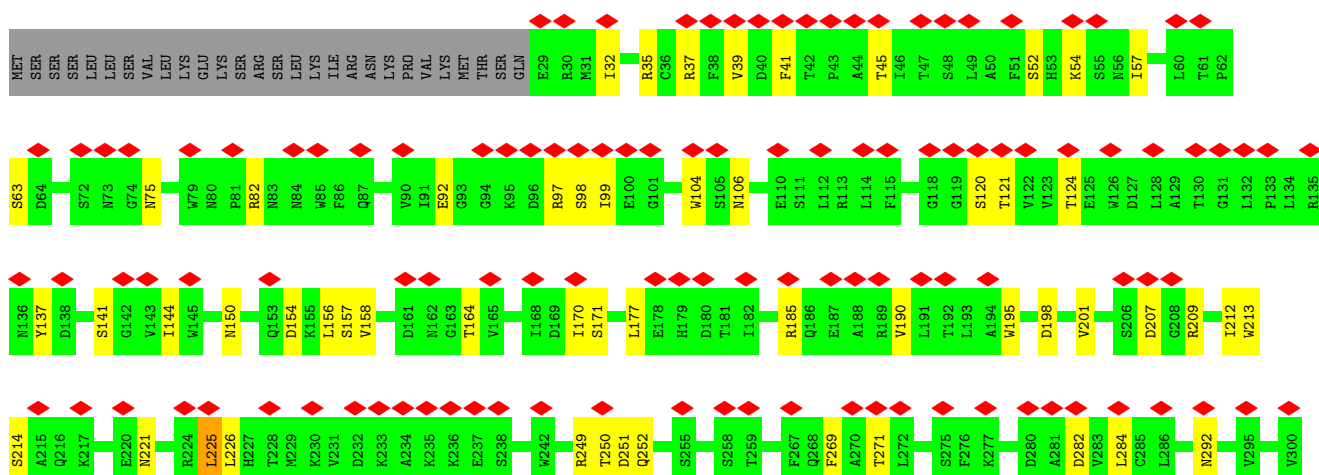 MET SER SER SER LEU LEU SER VAL LEU LYS GLU LYS SER ARG SER LEU LYS ILE ARG ASN LYS PRO VAL LYS MET THR SER GLN E29 R30 M31 I32 R35 C36 R37 F38 V39 D40 F41 T42 P43 A44 T45 I46 T47 S48 L49 A50 F51 S52 H53 K54 S55 N56 I57 L60 T61 P62
S63 D64 S72 N73 G74 N75 W79 N80 P81 R82 N83 N84 W85 F86 Q87 V90 I91 E92 G93 G94 K95 D96 R97 S98 I99 E100 G101 W104 S105 N106 E110 S111 L112 R113 L114 F115 G118 G119 S120 T121 V122 V123 T124 E125 W126 D127 L128 A129 T130 G131 L132 P133 L134 R135
N136 Y137 D138 S141 G142 V143 I144 W145 N150 Q153 D154 K155 L156 S157 V158 D161 N162 G163 T164 V165 I168 D169 I170 S171 L177 E178 H179 D180 T181 I182 R185 Q186 E187 A188 R189 V190 L191 T192 L193 A194 W195 D198 V201 S206 D207 G208 R209 I212 W213
S214 A215 Q216 K217 E220 N221 R224 L225 L226 H227 T228 M229 K230 V231 D232 K233 A234 K235 K236 E237 S238 W242 R249 T250 D251 Q252 S255 S258 T259 F267 Q268 F269 A270 T271 L272 S275 F276 K277 D280 A281 D282 V283 L284 C285 L286 N292 V295 V300